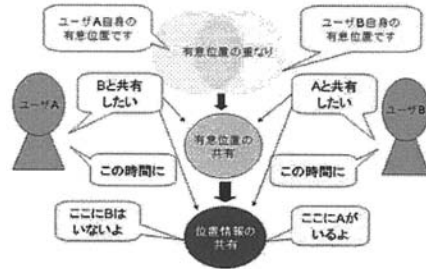 ユーザA自身の
有意位置です
ユーザB自身の
有意位置です
有意位置の重なり
ユーザA
Bと共有
したい
Aと共有
したい
ユーザB
有意位置の
共有
この時間に
この時間に
ここにBは
いないよ
位置情報の
共有
ここにAが
いるよ